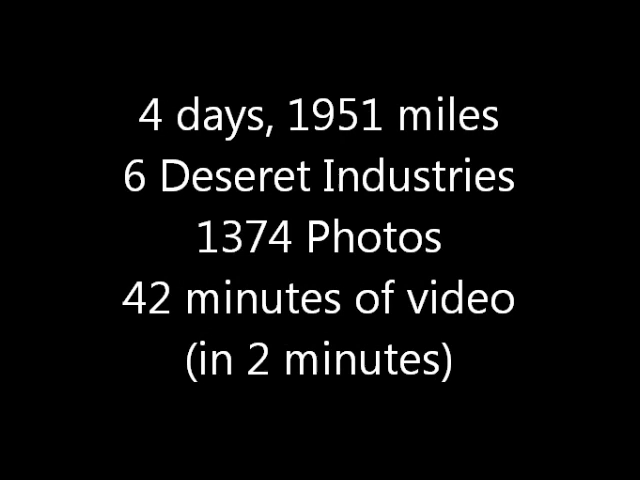 4 days, 1951 miles
6 Deseret Industries
1374 Photos
42 minutes of video
(in 2 minutes)